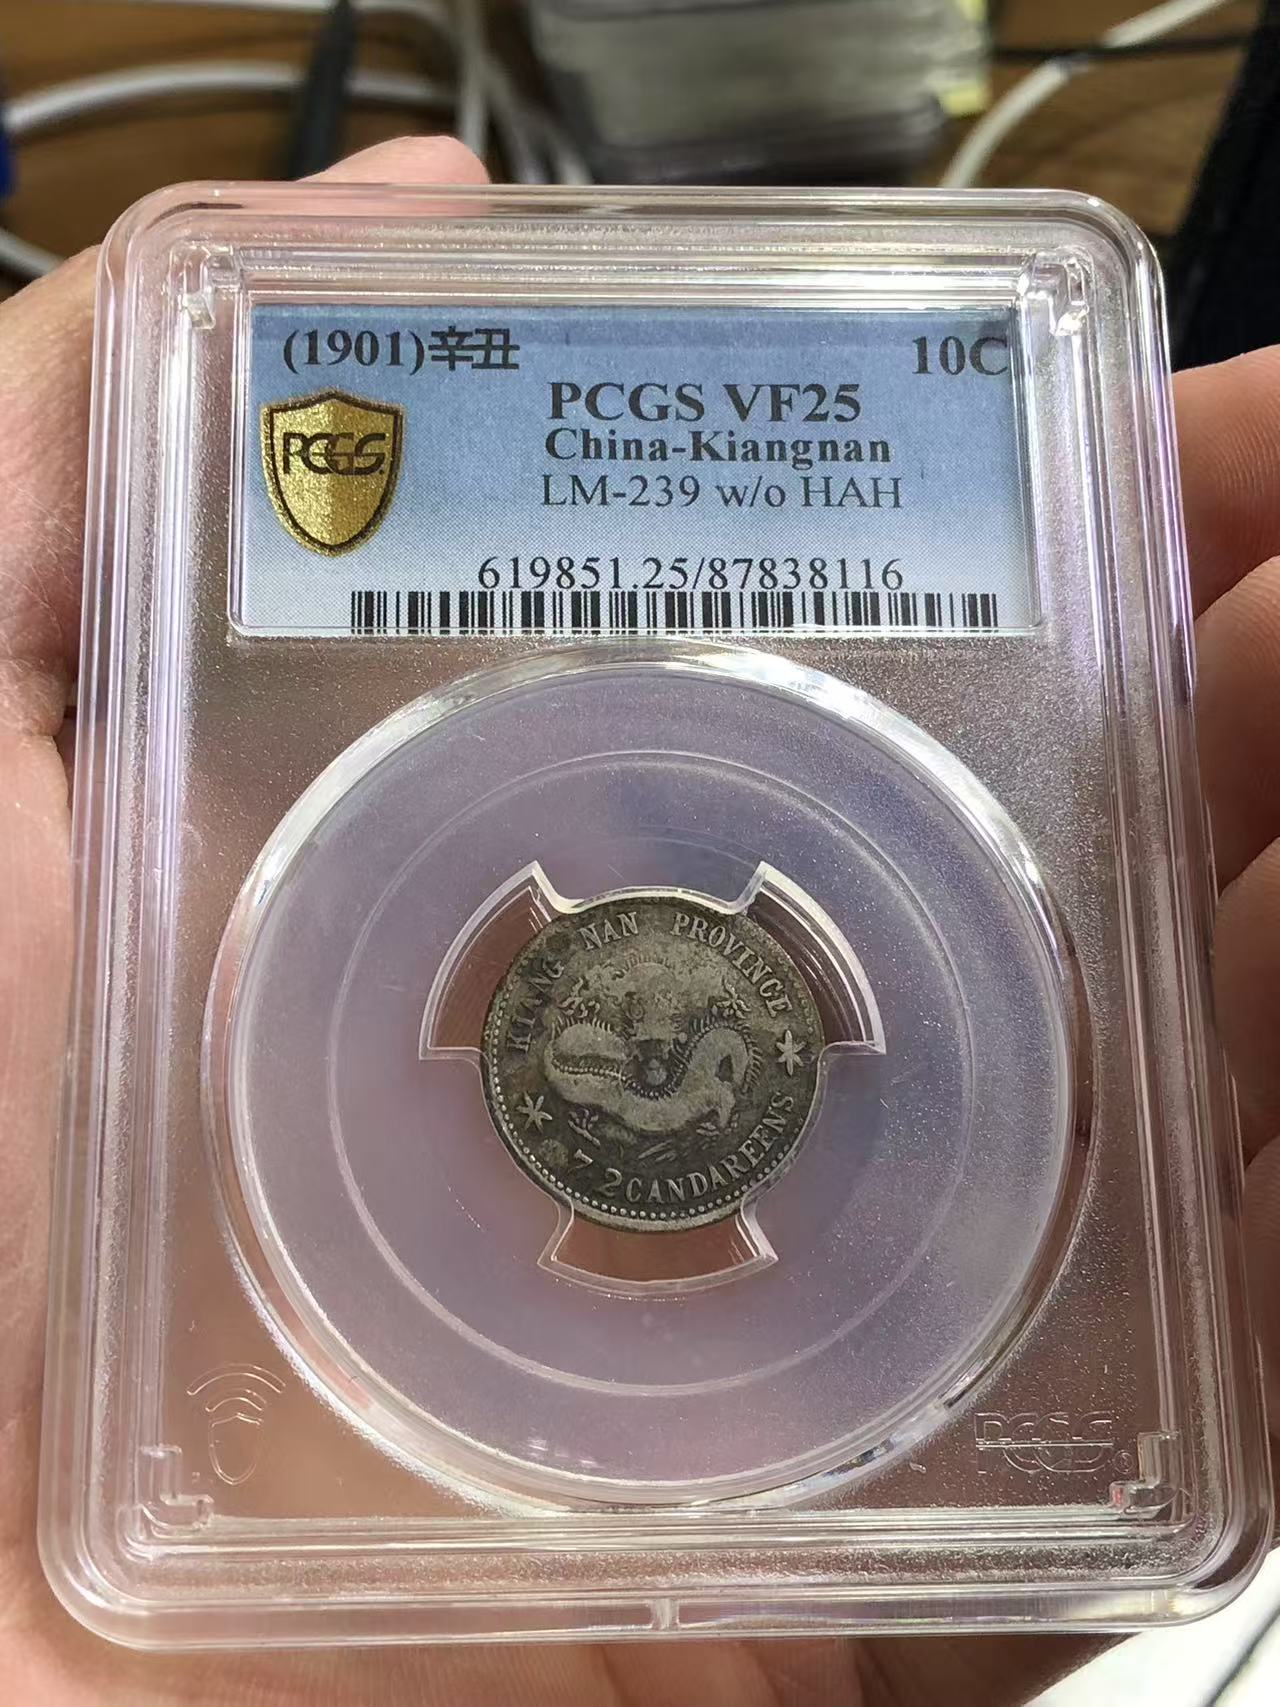 (1901)辛丑 10C
PCGS VF25
PCGS
China-Kiangnan
LM-239 w/o HAH
619851.25/87838116
KIANG NAN PROVINCE
7 2 CANDAREENS
PCGS